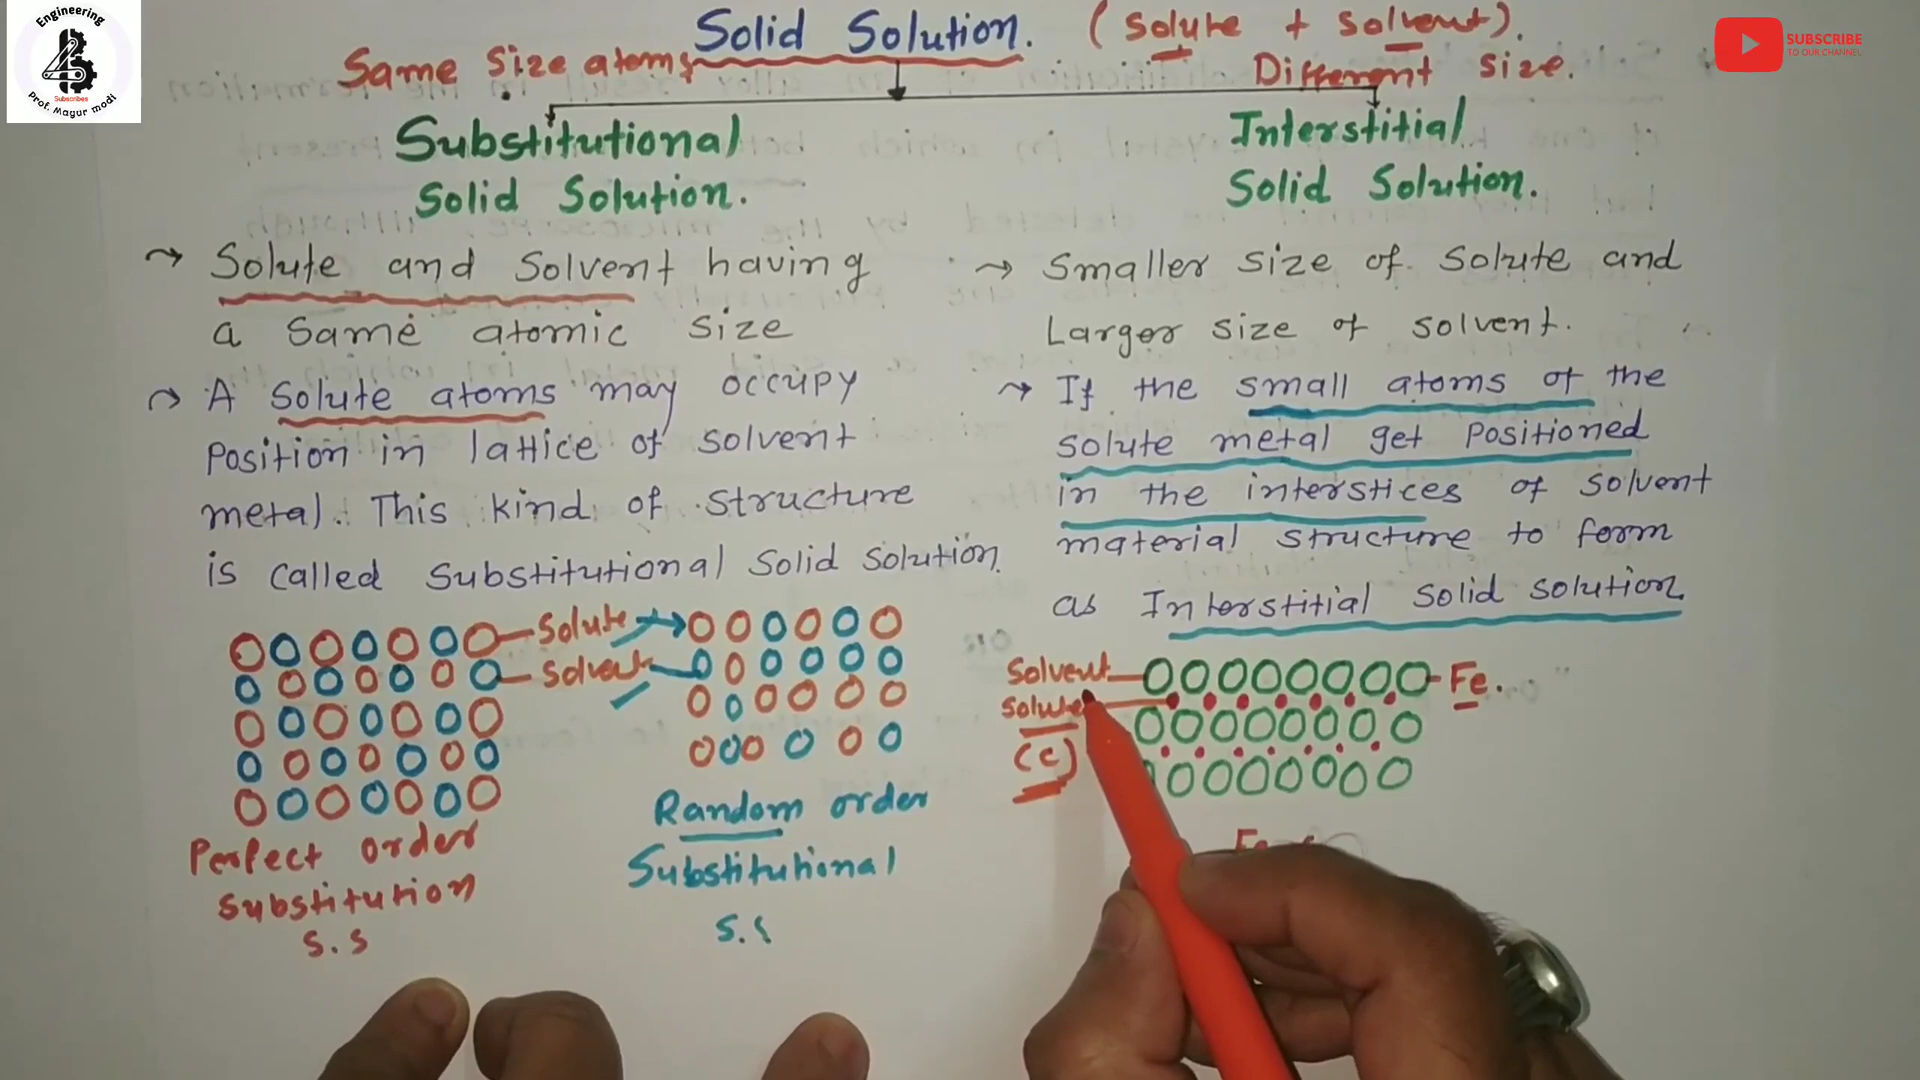 Engineering
Subscribes
Prof. Mayur modi
SUBSCRIBE
TO OUR CHANNEL
Solid Solution. (Solute + Solvent).
Same Size atoms
Different Size.
Substitutional
Solid Solution.
~> Solute and Solvent having
a Same atomic Size
~> A Solute atoms may occupy
Position in lattice of solvent
metal. This kind of structure
is called Substitutional Solid Solution.
Solute
Solvent
Perfect order
Substitution
S.S
Random order
Substitutional
S.S
Interstitial
Solid Solution.
~> Smaller size of Solute and
Larger size of solvent.
~> If the small atoms of the
solute metal get Positioned
in the interstices of solvent
material structure to form
as Interstitial Solid solution.
Solvent
Fe.
Solute
(C)